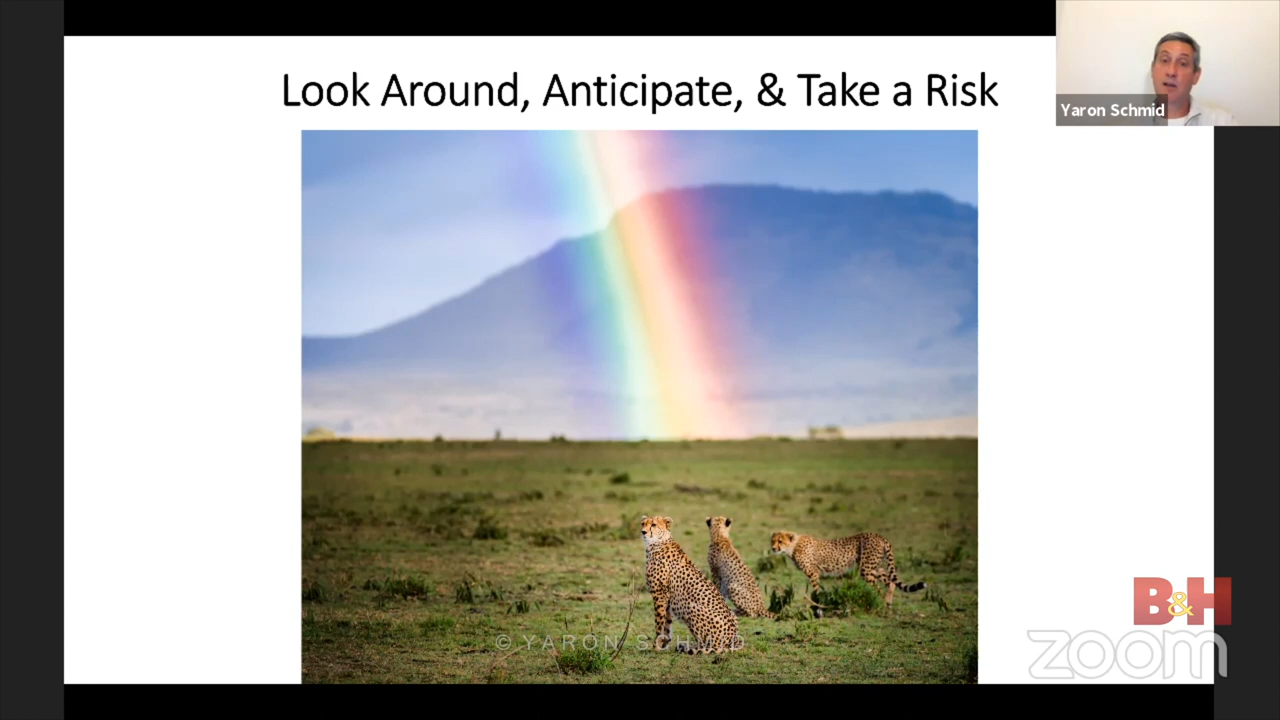 Look Around, Anticipate, & Take a Risk
Yaron Schmid
© YARON SCHMID
B&H
zoom